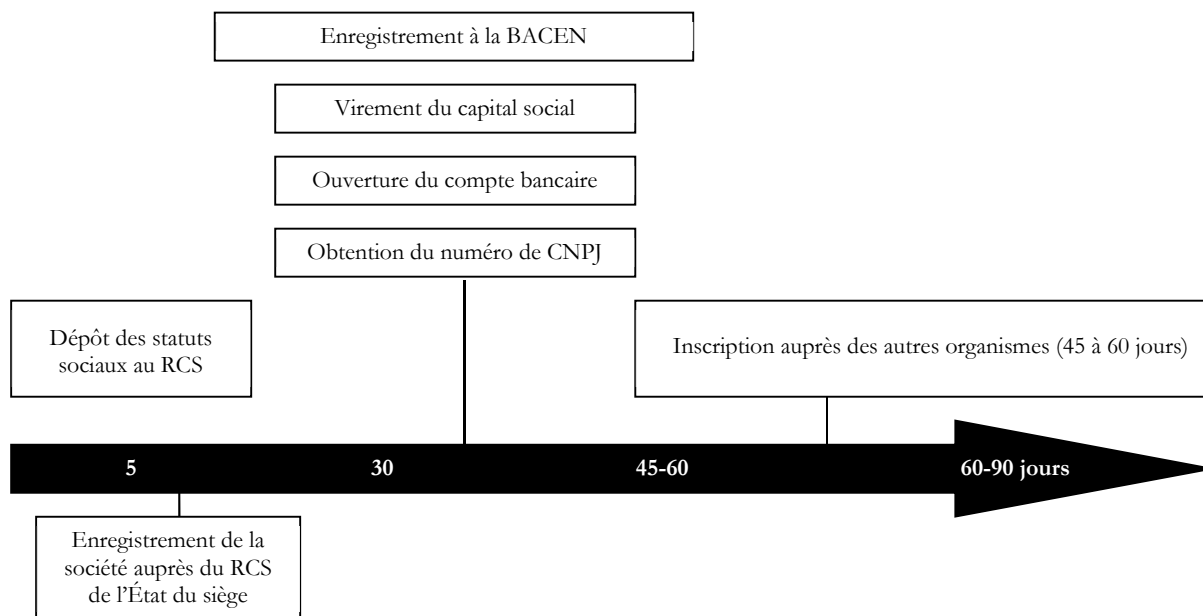 Enregistrement à la BACEN
Virement du capital social
Ouverture du compte bancaire
Obtention du numéro de CNPJ
Dépôt des statuts
sociaux au RCS
Inscription auprès des autres organismes (45 à 60 jours)
5 30 45-60 60-90 jours
Enregistrement de la
société auprès du RCS
de l'État du siège